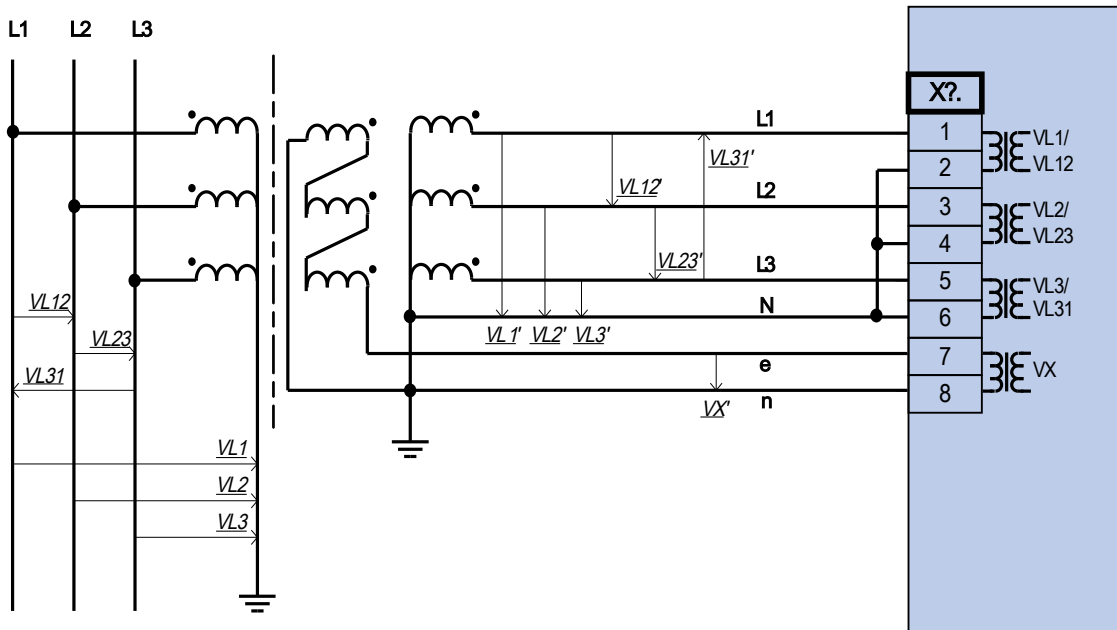 L1 L2 L3
X?.
L1
1
VL1/
VL31'
2
VL12
VL12'
L2
3
VL2/
4
VL23
VL23'
L3
5
VL3/
VL12
N
6
VL31
VL23
VL1' VL2' VL3'
7
e
VX
VL31
8
n
VX'
VL1
VL2
VL3